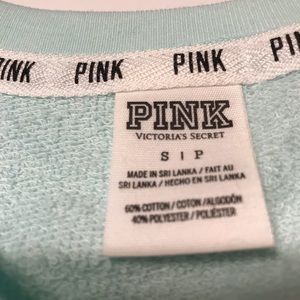 PINK PINK PINK PINK
PINK
VICTORIA'S SECRET
S | P
MADE IN SRI LANKA / FAIT AU
SRI LANKA / HECHO EN SRI LANKA
60% COTTON / COTON / ALGODÓN
40% POLYESTER / POLIÉSTER